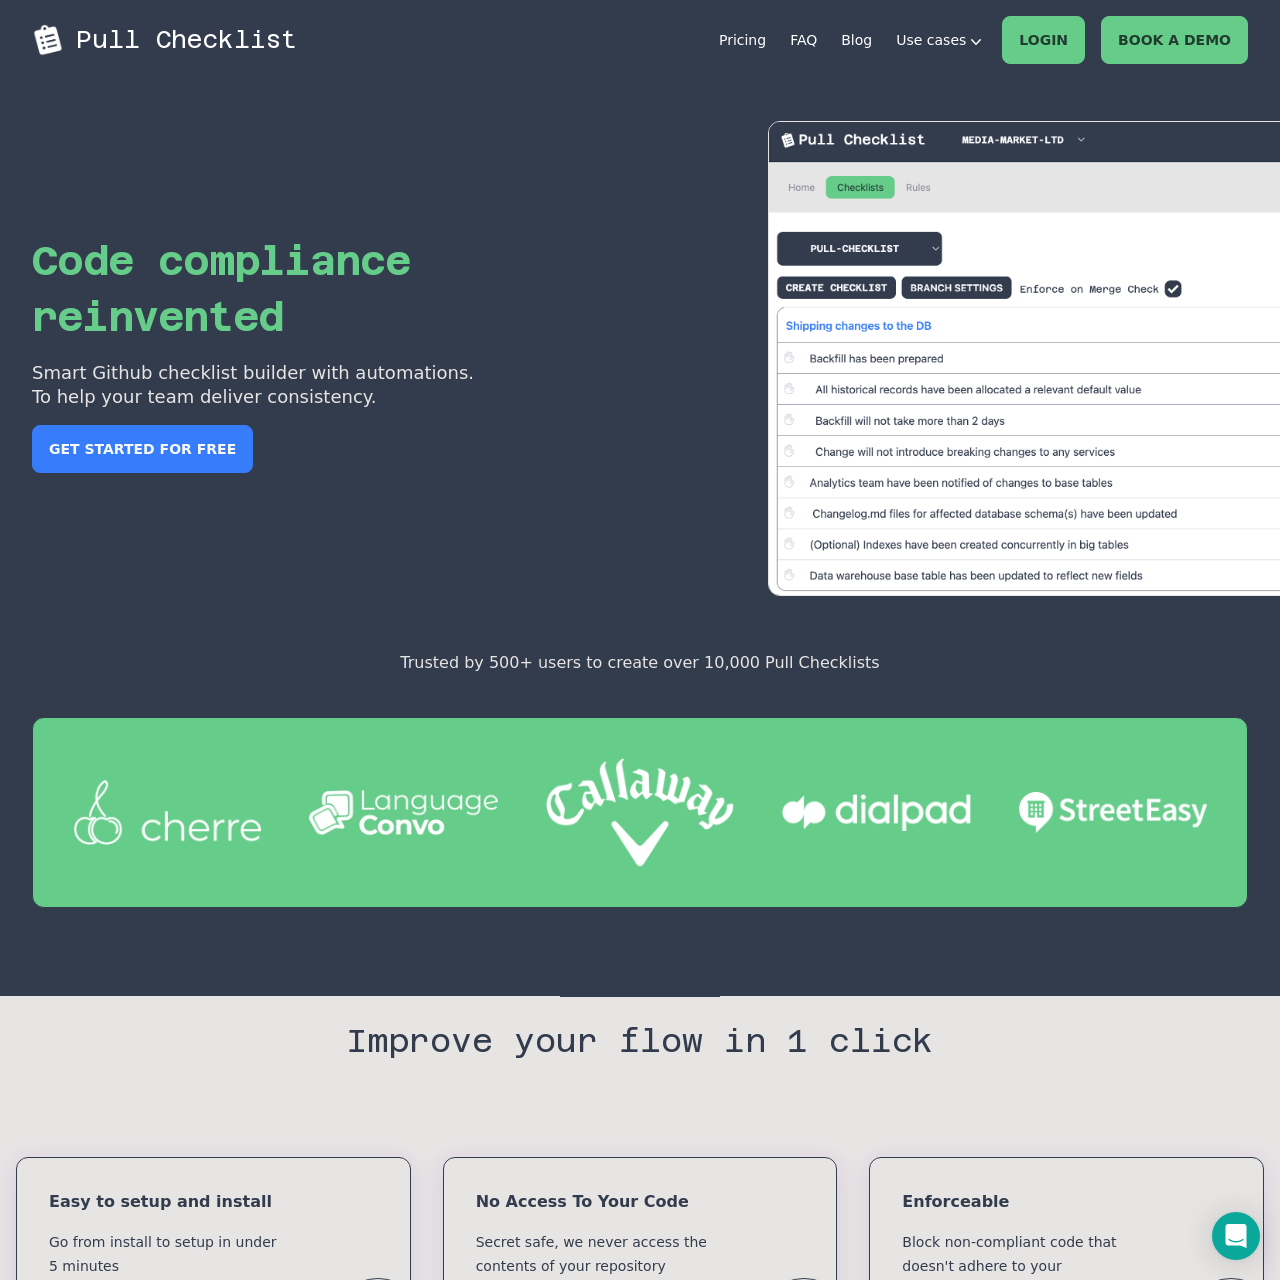 Pull Checklist
Pricing FAQ Blog Use cases LOGIN BOOK A DEMO
Code compliance
reinvented
Smart Github checklist builder with automations.
To help your team deliver consistency.
GET STARTED FOR FREE
Pull Checklist MEDIA-MARKET-LTD
Home Checklists Rules
PULL-CHECKLIST
CREATE CHECKLIST BRANCH SETTINGS Enforce on Merge Check
Shipping changes to the DB
Backfill has been prepared
All historical records have been allocated a relevant default value
Backfill will not take more than 2 days
Change will not introduce breaking changes to any services
Analytics team have been notified of changes to base tables
Changelog.md files for affected database schema(s) have been updated
(Optional) Indexes have been created concurrently in big tables
Data warehouse base table has been updated to reflect new fields
Trusted by 500+ users to create over 10,000 Pull Checklists
cherre
Language
Convo
Callaway
dialpad
StreetEasy
Improve your flow in 1 click
Easy to setup and install
Go from install to setup in under
5 minutes
No Access To Your Code
Secret safe, we never access the
contents of your repository
Enforceable
Block non-compliant code that
doesn't adhere to your